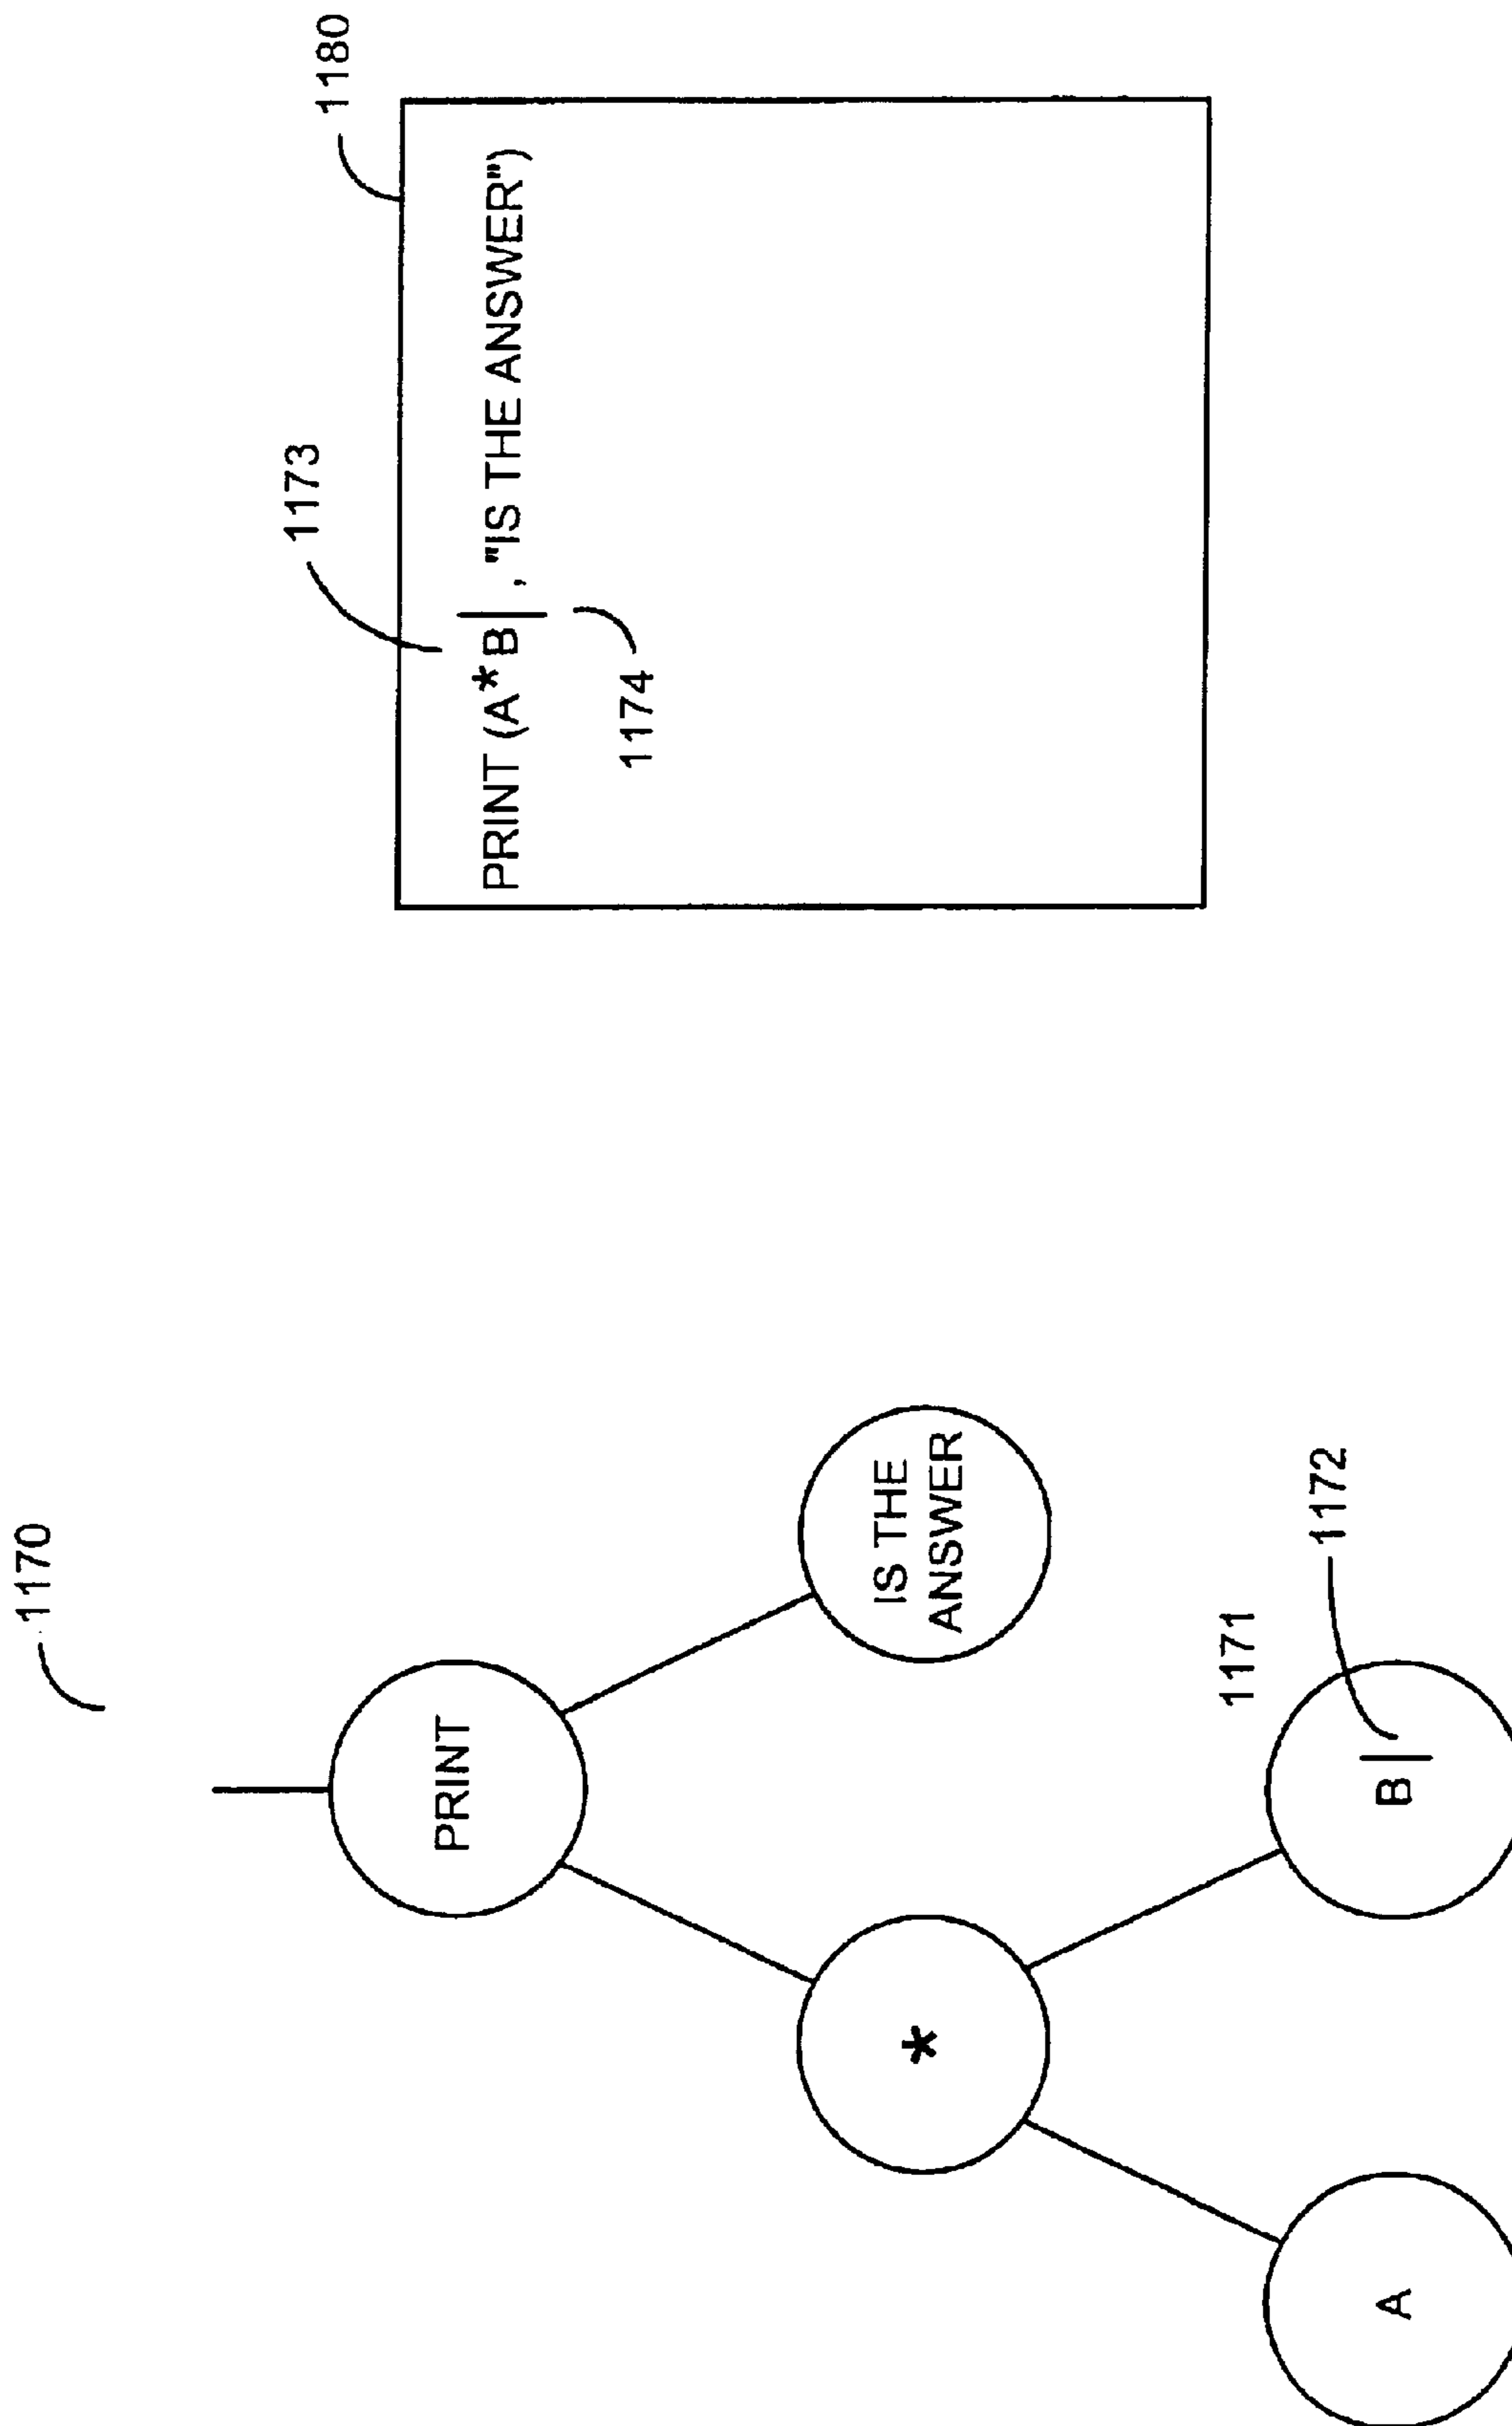 1170
PRINT
*
IS THE
ANSWER
A
1171
B|
1172
1180
1173
PRINT (A*B| , "IS THE ANSWER")
1174